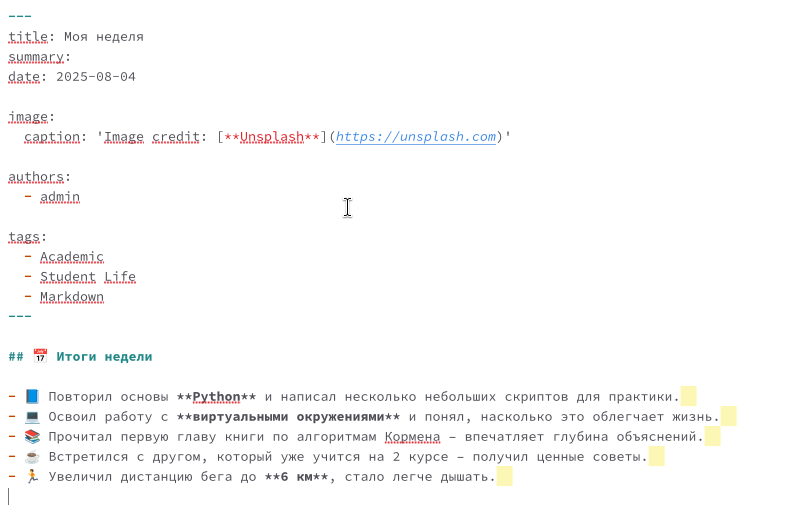 ---
title: Моя неделя
summary:
date: 2025-08-04
image:
caption: 'Image credit: [**Unsplash**](https://unsplash.com)'
authors:
- admin
tags:
- Academic
- Student Life
- Markdown
---
## 📅 Итоги недели
- 📘 Повторил основы **Python** и написал несколько небольших скриптов для практики.
- 💻 Освоил работу с **виртуальными окружениями** и понял, насколько это облегчает жизнь.
- 📚 Прочитал первую главу книги по алгоритмам Кормена – впечатляет глубина объяснений.
- ☕ Встретился с другом, который уже учится на 2 курсе – получил ценные советы.
- 🏃 Увеличил дистанцию бега до **6 км**, стало легче дышать.